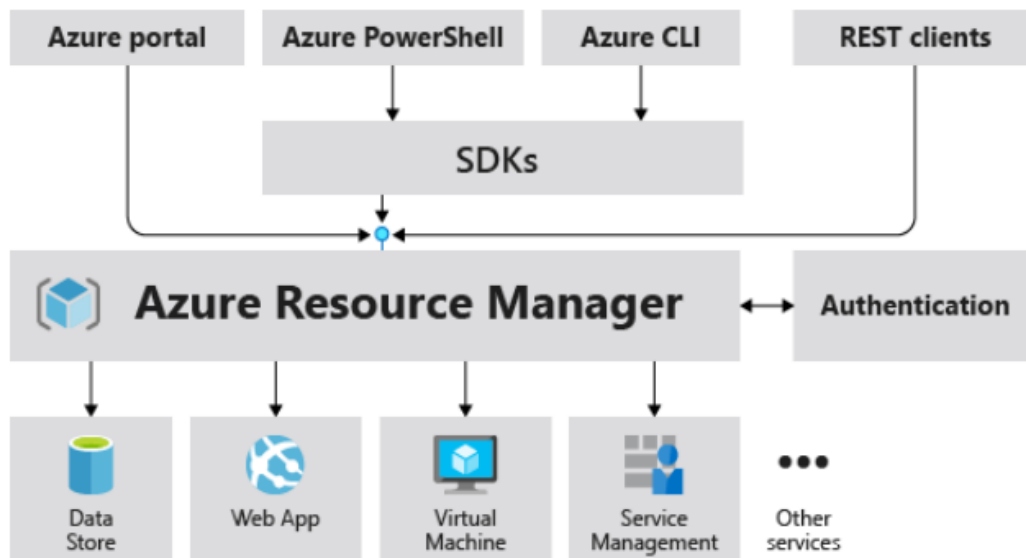 Azure portal
Azure PowerShell
Azure CLI
REST clients
SDKs
Azure Resource Manager
Authentication
Data
Store
Web App
Virtual
Machine
Service
Management
Other
services